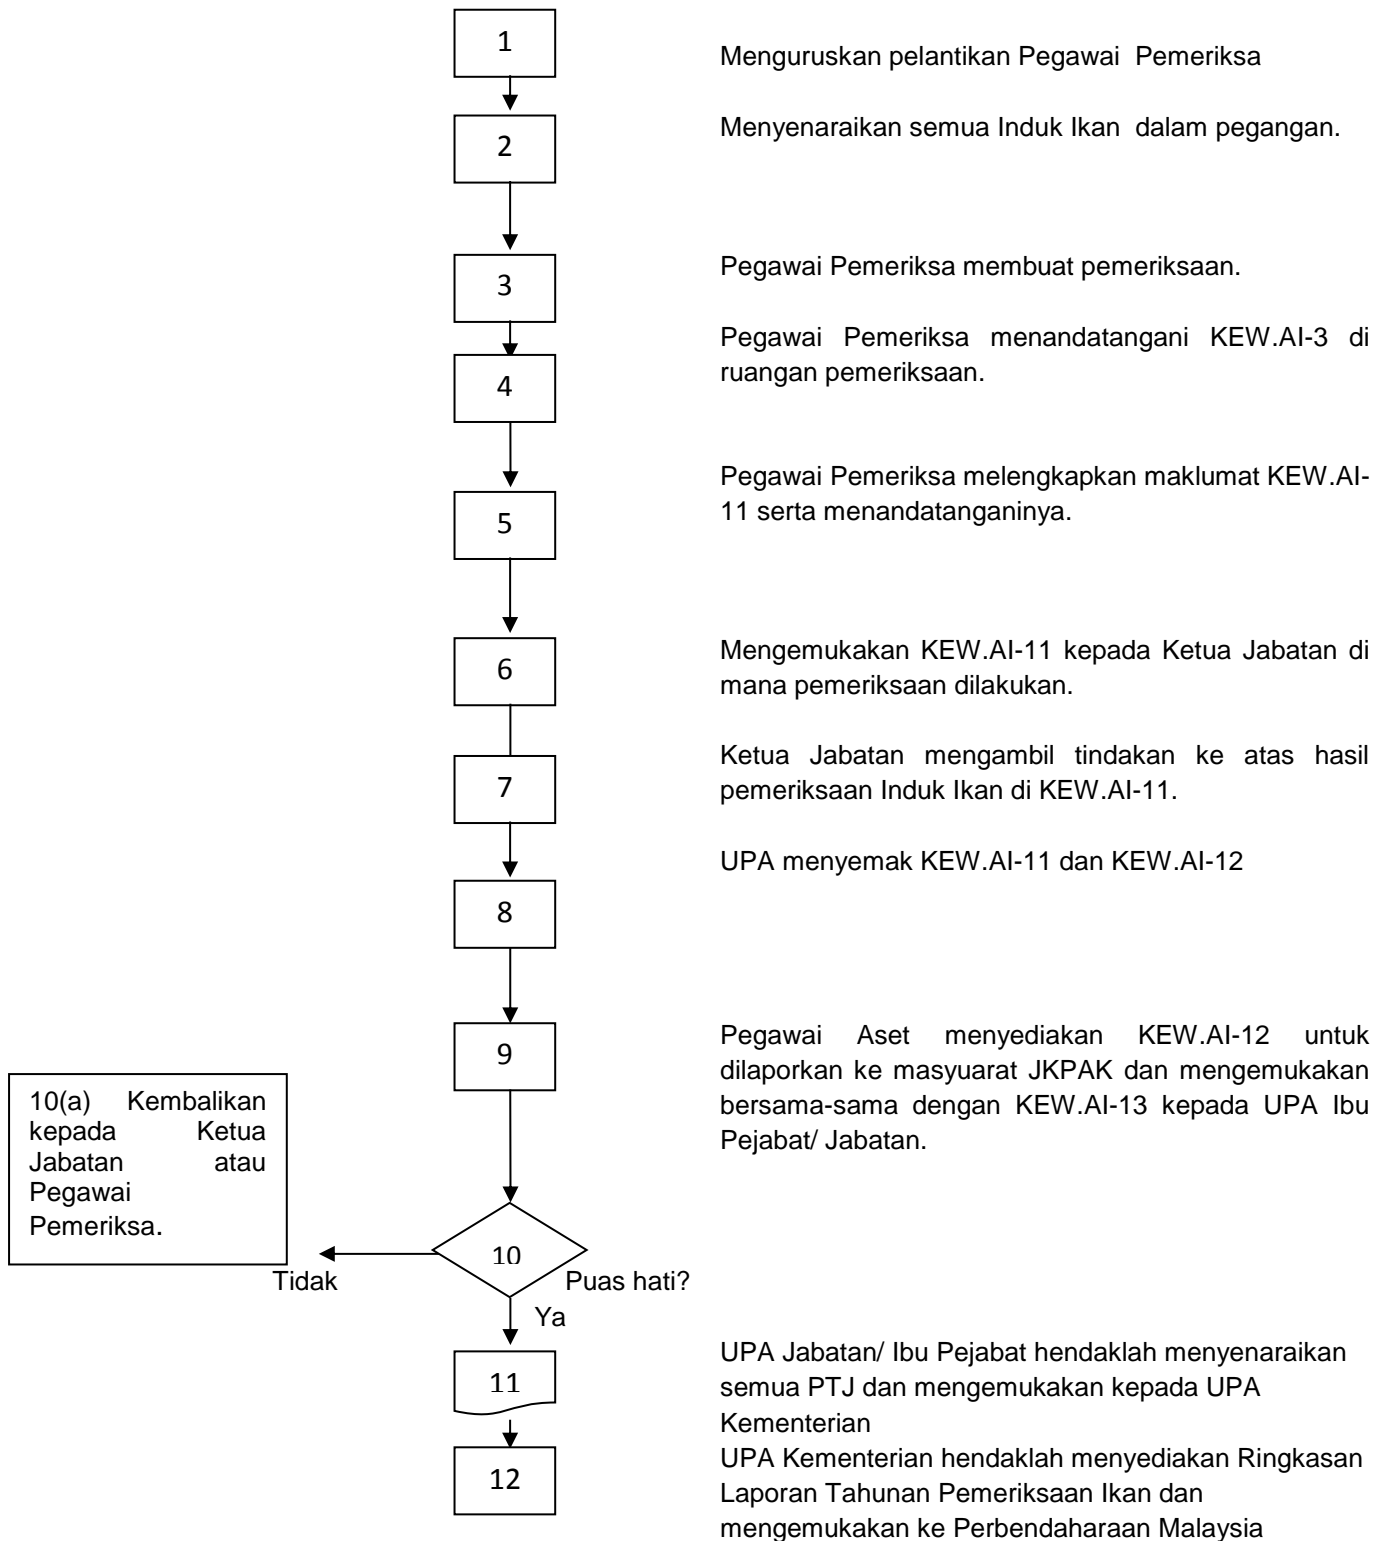 1
Menguruskan pelantikan Pegawai Pemeriksa
2
Menyenaraikan semua Induk Ikan dalam pegangan.
3
Pegawai Pemeriksa membuat pemeriksaan.
4
Pegawai Pemeriksa menandatangani KEW.AI-3 di
ruangan pemeriksaan.
5
Pegawai Pemeriksa melengkapkan maklumat KEW.AI-
11 serta menandatanganinya.
6
Mengemukakan KEW.AI-11 kepada Ketua Jabatan di
mana pemeriksaan dilakukan.
7
Ketua Jabatan mengambil tindakan ke atas hasil
pemeriksaan Induk Ikan di KEW.AI-11.
8
UPA menyemak KEW.AI-11 dan KEW.AI-12
9
Pegawai Aset menyediakan KEW.AI-12 untuk
dilaporkan ke masyuarat JKPAK dan mengemukakan
bersama-sama dengan KEW.AI-13 kepada UPA Ibu
Pejabat/ Jabatan.
10(a) Kembalikan
kepada Ketua
Jabatan atau
Pegawai
Pemeriksa.
10
Tidak
Puas hati?
Ya
11
UPA Jabatan/ Ibu Pejabat hendaklah menyenaraikan
semua PTJ dan mengemukakan kepada UPA
Kementerian
12
UPA Kementerian hendaklah menyediakan Ringkasan
Laporan Tahunan Pemeriksaan Ikan dan
mengemukakan ke Perbendaharaan Malaysia